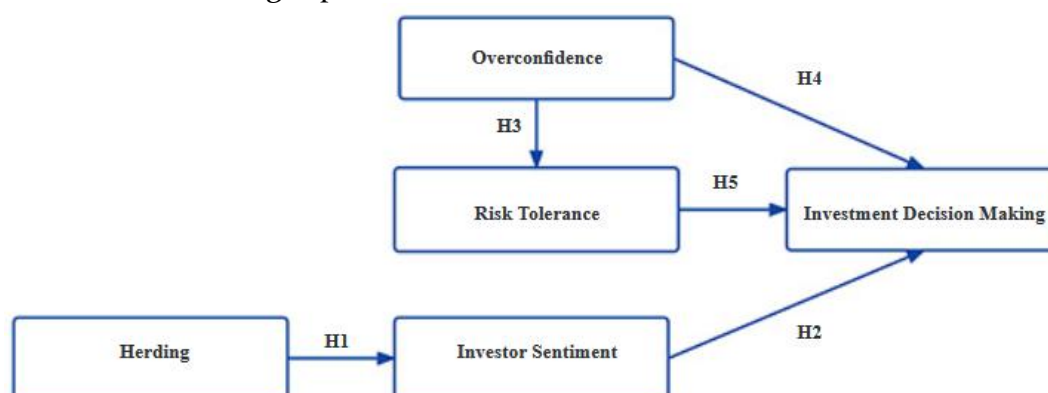 Overconfidence
H4
H3
H5
Risk Tolerance
Investment Decision Making
H1
H2
Herding
Investor Sentiment